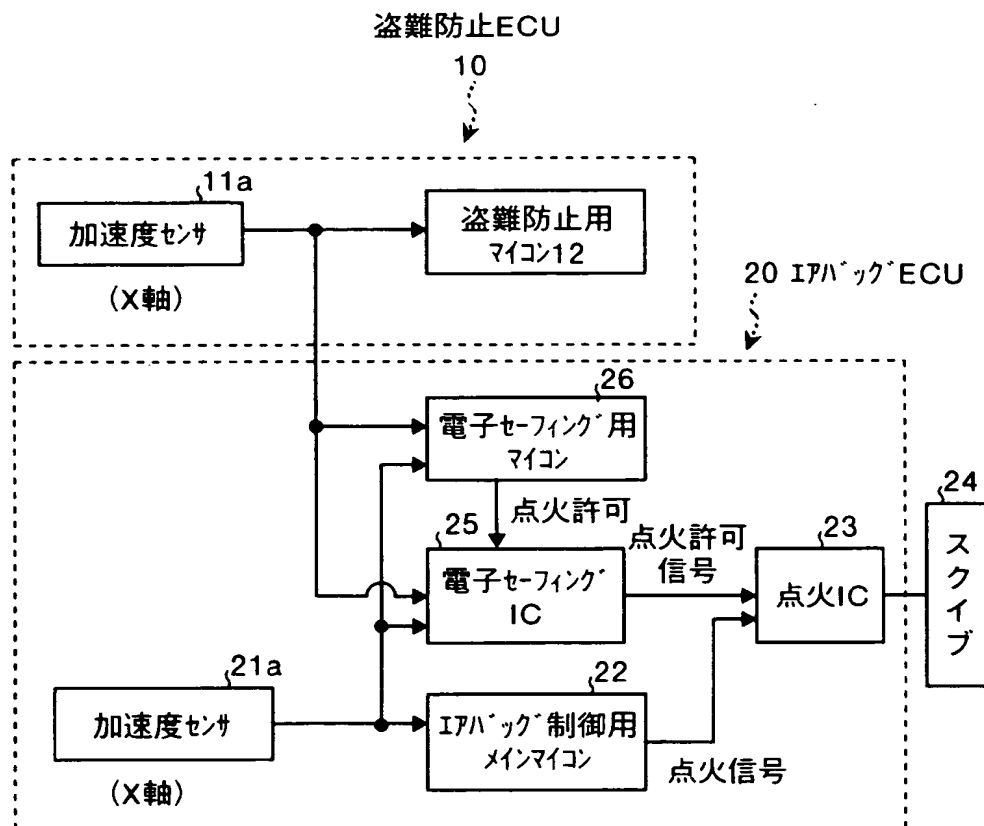 盗難防止ECU
10
11a
加速度ｾﾝｻ
(X軸)
盗難防止用
ﾏｲｺﾝ12
20 ｴｱﾊﾞｯｸﾞECU
26
電子ｾｰﾌｨﾝｸﾞ用
ﾏｲｺﾝ
点火許可
25
電子ｾｰﾌｨﾝｸﾞ
IC
点火許可
信号
23
点火IC
24
スクイブ
21a
加速度ｾﾝｻ
(X軸)
22
ｴｱﾊﾞｯｸﾞ制御用
ﾒｲﾝﾏｲｺﾝ
点火信号